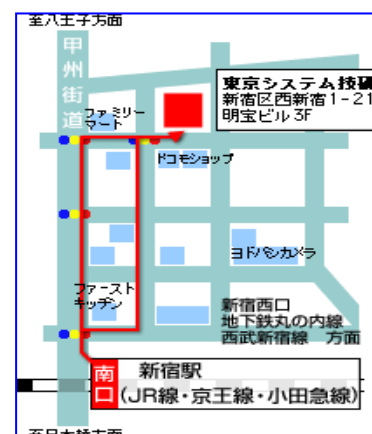 至八王子方面
甲州街道
ファミリー
マート
東京システム技研
新宿区西新宿1-21
明宝ビル3F
ドコモショップ
ヨドバシカメラ
ファースト
キッチン
新宿西口
地下鉄丸の内線
西武新宿線 方面
南口
新宿駅
(JR線・京王線・小田急線)